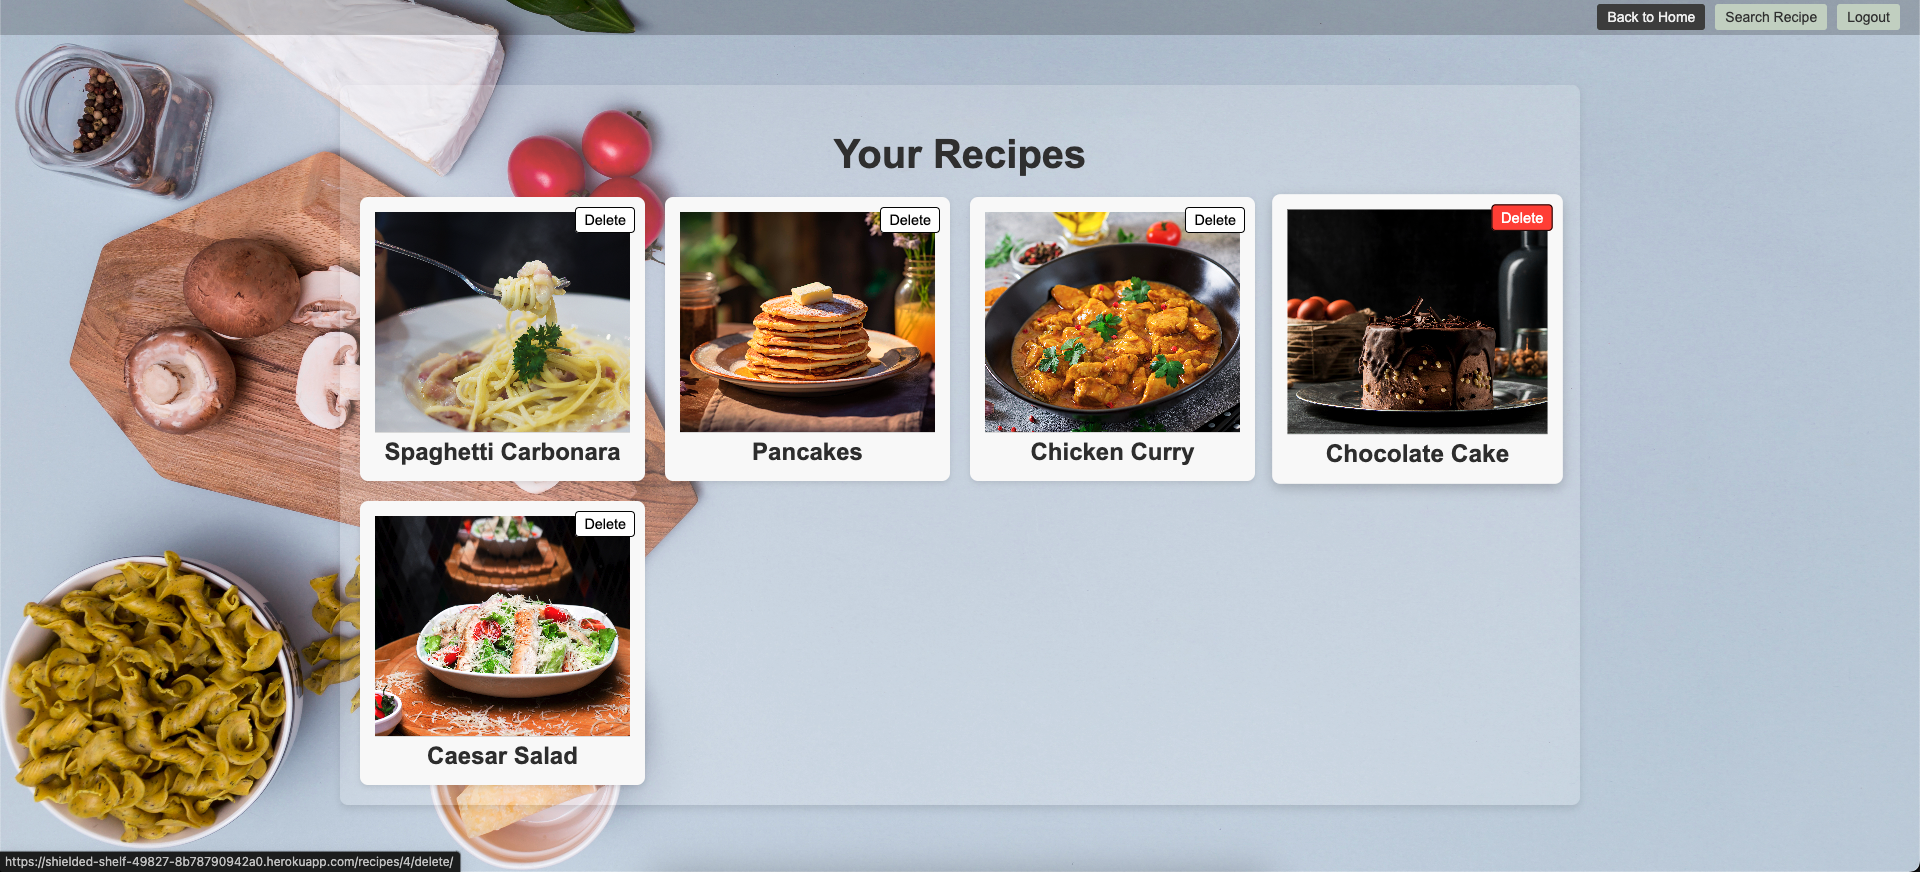 Back to Home
Search Recipe
Logout
Your Recipes
Delete
Delete
Delete
Delete
Spaghetti Carbonara
Pancakes
Chicken Curry
Chocolate Cake
Delete
Caesar Salad
https://shielded-shelf-49827-8b78790942a0.herokuapp.com/recipes/4/delete/